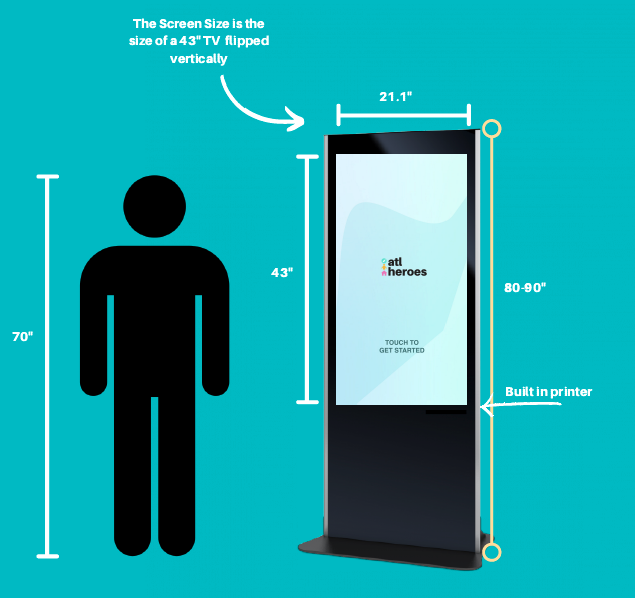 The Screen Size is the
size of a 43" TV flipped
vertically
21.1"
43"
80-90"
70"
atl
heroes
TOUCH TO
GET STARTED
Built in printer